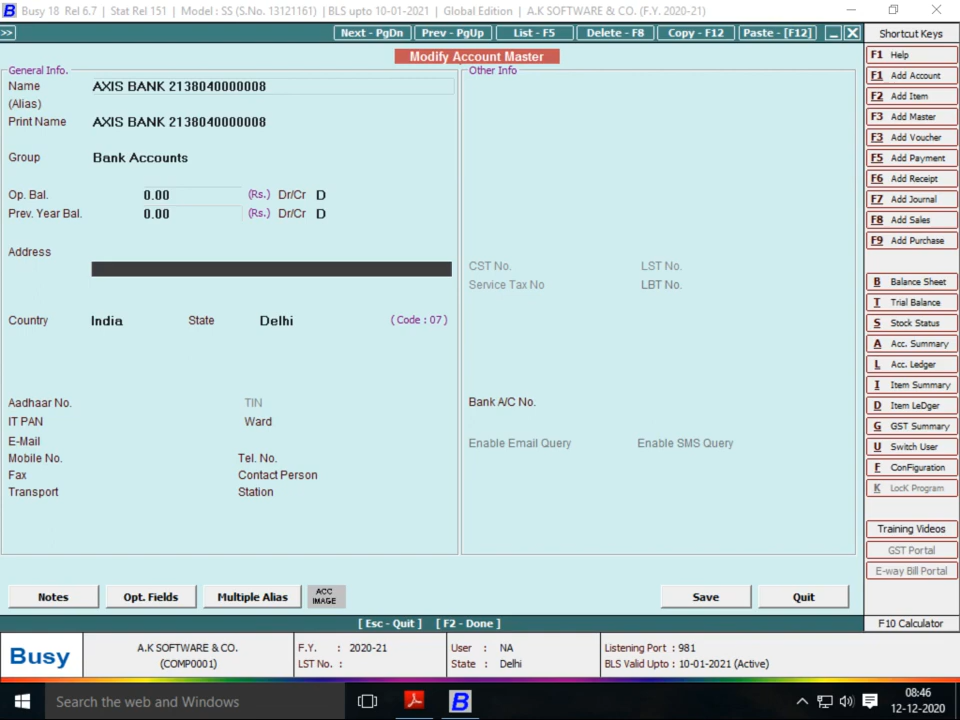 B Busy 18 Rel 6.7 | Stat Rel 151 | Model : SS (S.No. 13121161) | BLS upto 10-01-2021 | Global Edition | A.K SOFTWARE & CO. (F.Y. 2020-21)
>> Next - PgDn Prev - PgUp List - F5 Delete - F8 Copy - F12 Paste - [F12] _ X
Modify Account Master
General Info.
Name AXIS BANK 2138040000008
(Alias)
Print Name AXIS BANK 2138040000008
Group Bank Accounts
Op. Bal. 0.00 (Rs.) Dr/Cr D
Prev. Year Bal. 0.00 (Rs.) Dr/Cr D
Address
Country India State Delhi (Code : 07)
Aadhaar No. TIN
IT PAN Ward
E-Mail
Mobile No. Tel. No.
Fax Contact Person
Transport Station
Other Info
CST No. LST No.
Service Tax No LBT No.
Bank A/C No.
Enable Email Query Enable SMS Query
Notes Opt. Fields Multiple Alias ACC IMAGE Save Quit
[ Esc - Quit ] [ F2 - Done ]
Shortcut Keys
F1 Help
F1 Add Account
F2 Add Item
F3 Add Master
F3 Add Voucher
F5 Add Payment
F6 Add Receipt
F7 Add Journal
F8 Add Sales
F9 Add Purchase
B Balance Sheet
T Trial Balance
S Stock Status
A Acc. Summary
L Acc. Ledger
I Item Summary
D Item LeDger
G GST Summary
U Switch User
F ConFiguration
K LocK Program
Training Videos
GST Portal
E-way Bill Portal
F10 Calculator
Busy A.K SOFTWARE & CO. F.Y. : 2020-21 User : NA Listening Port : 981
(COMP0001) LST No. : State : Delhi BLS Valid Upto : 10-01-2021 (Active)
Search the web and Windows B 08:46
12-12-2020